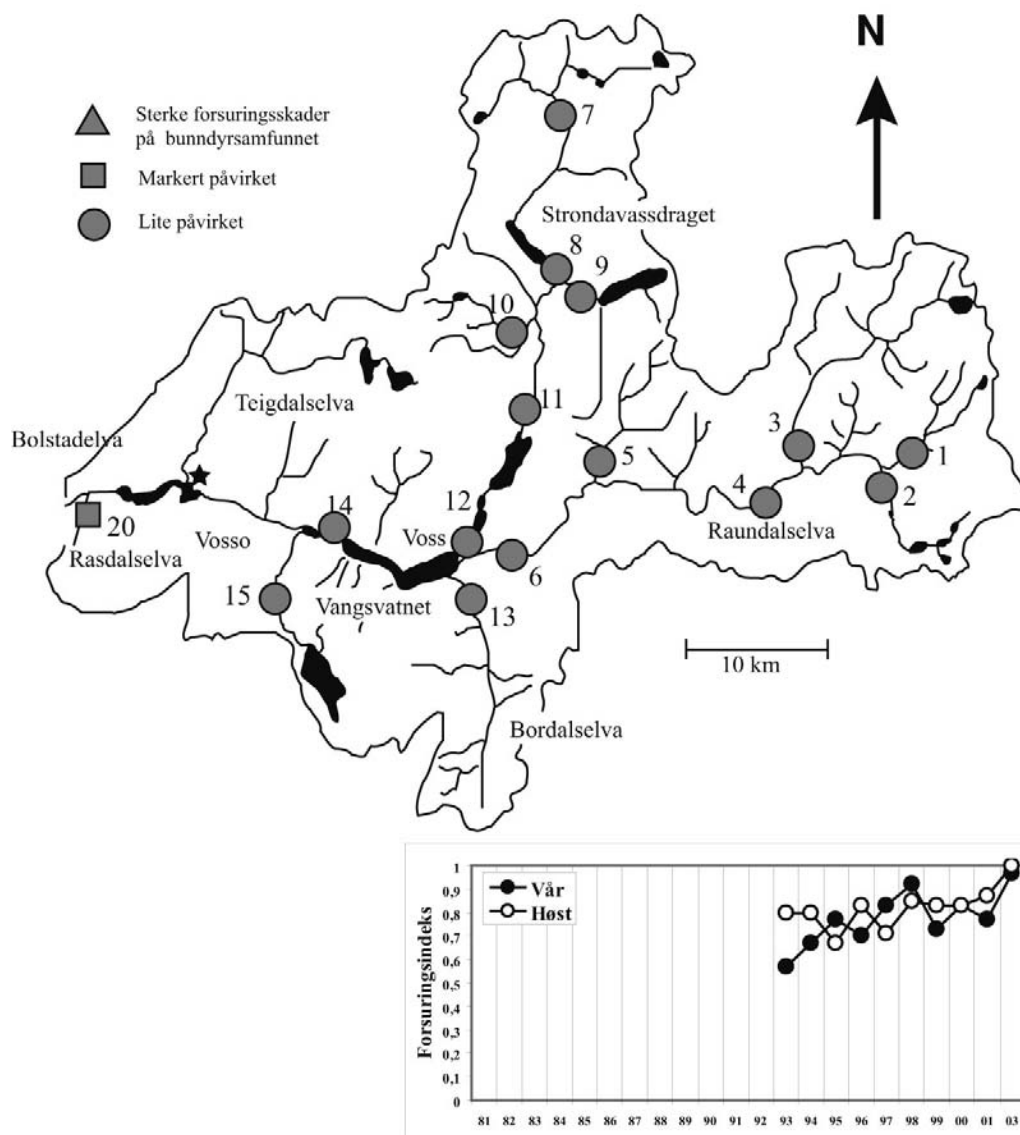 N
Sterke forsuringsskader
på bunndyrsamfunnet
Markert påvirket
Lite påvirket
7
Strondavassdraget
8
9
10
Teigdalselva
11
Bolstadelva
3
5
1
4
2
Raundalselva
14
12
Voss
20
Vosso
6
Rasdalselva
15
Vangsvatnet
13
10 km
Bordalselva
Forsuringsindeks
1
0,9
0,8
0,7
0,6
0,5
0,4
0,3
0,2
0,1
0
Vår
Høst
81 82 83 84 85 86 87 88 89 90 91 92 93 94 95 96 97 98 99 00 01 03